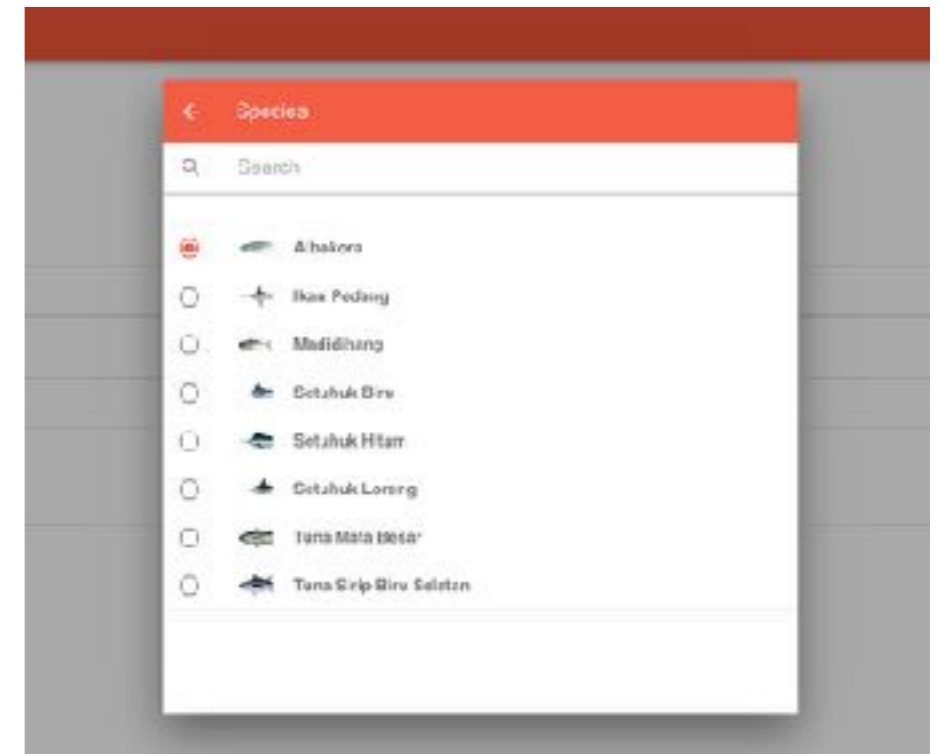 Species
Search
Albakora
Ikan Pedang
Madidihang
Setuhuk Biru
Setuhuk Hitam
Setuhuk Loreng
Tuna Mata Besar
Tuna Sirip Biru Selatan